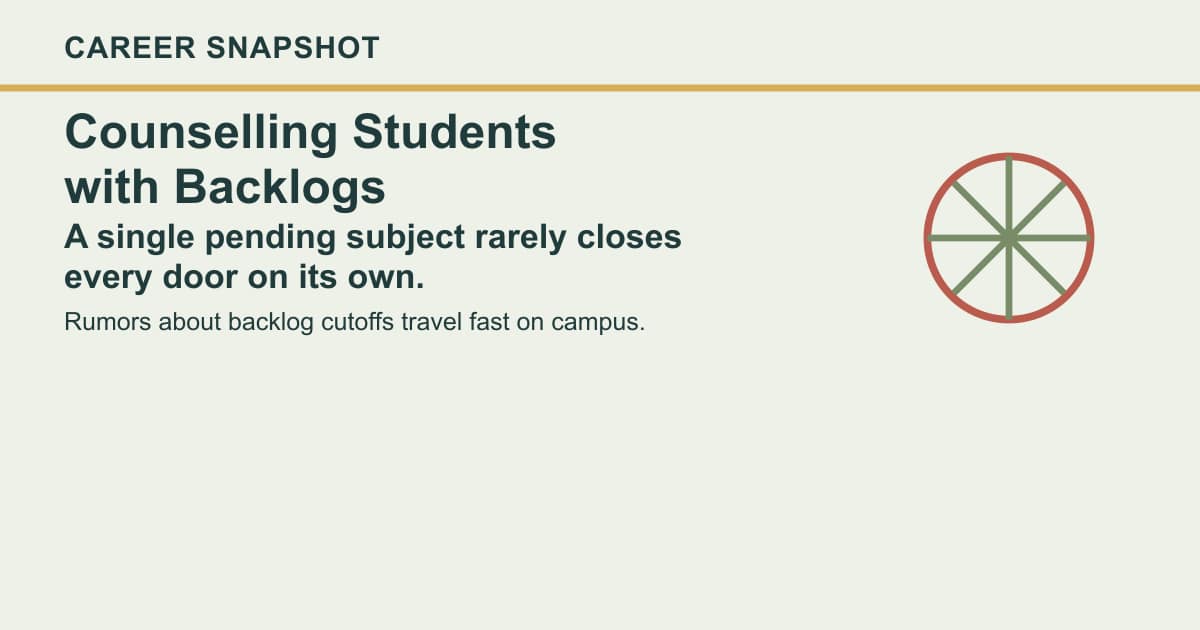 CAREER SNAPSHOT
Counselling Students
with Backlogs
A single pending subject rarely closes
every door on its own.
Rumors about backlog cutoffs travel fast on campus.